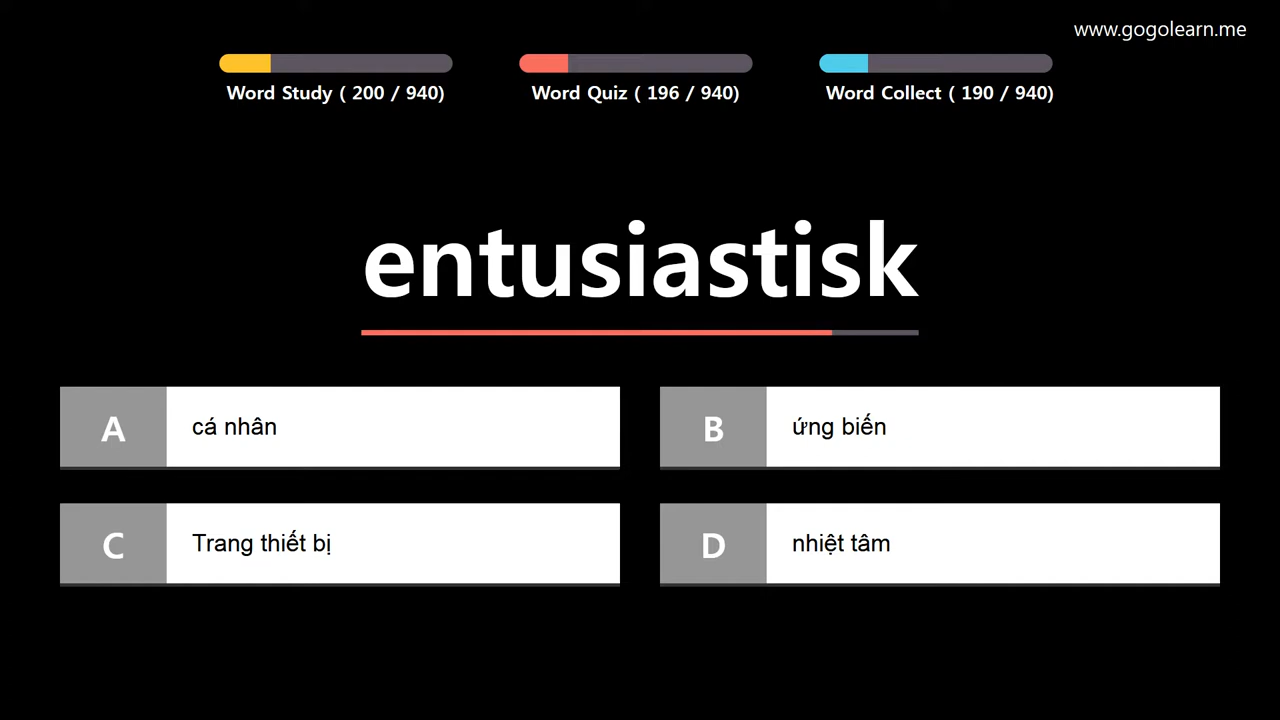 www.gogolearn.me
Word Study ( 200 / 940)
Word Quiz ( 196 / 940)
Word Collect ( 190 / 940)
entusiastisk
A cá nhân
B ứng biến
C Trang thiết bị
D nhiệt tâm